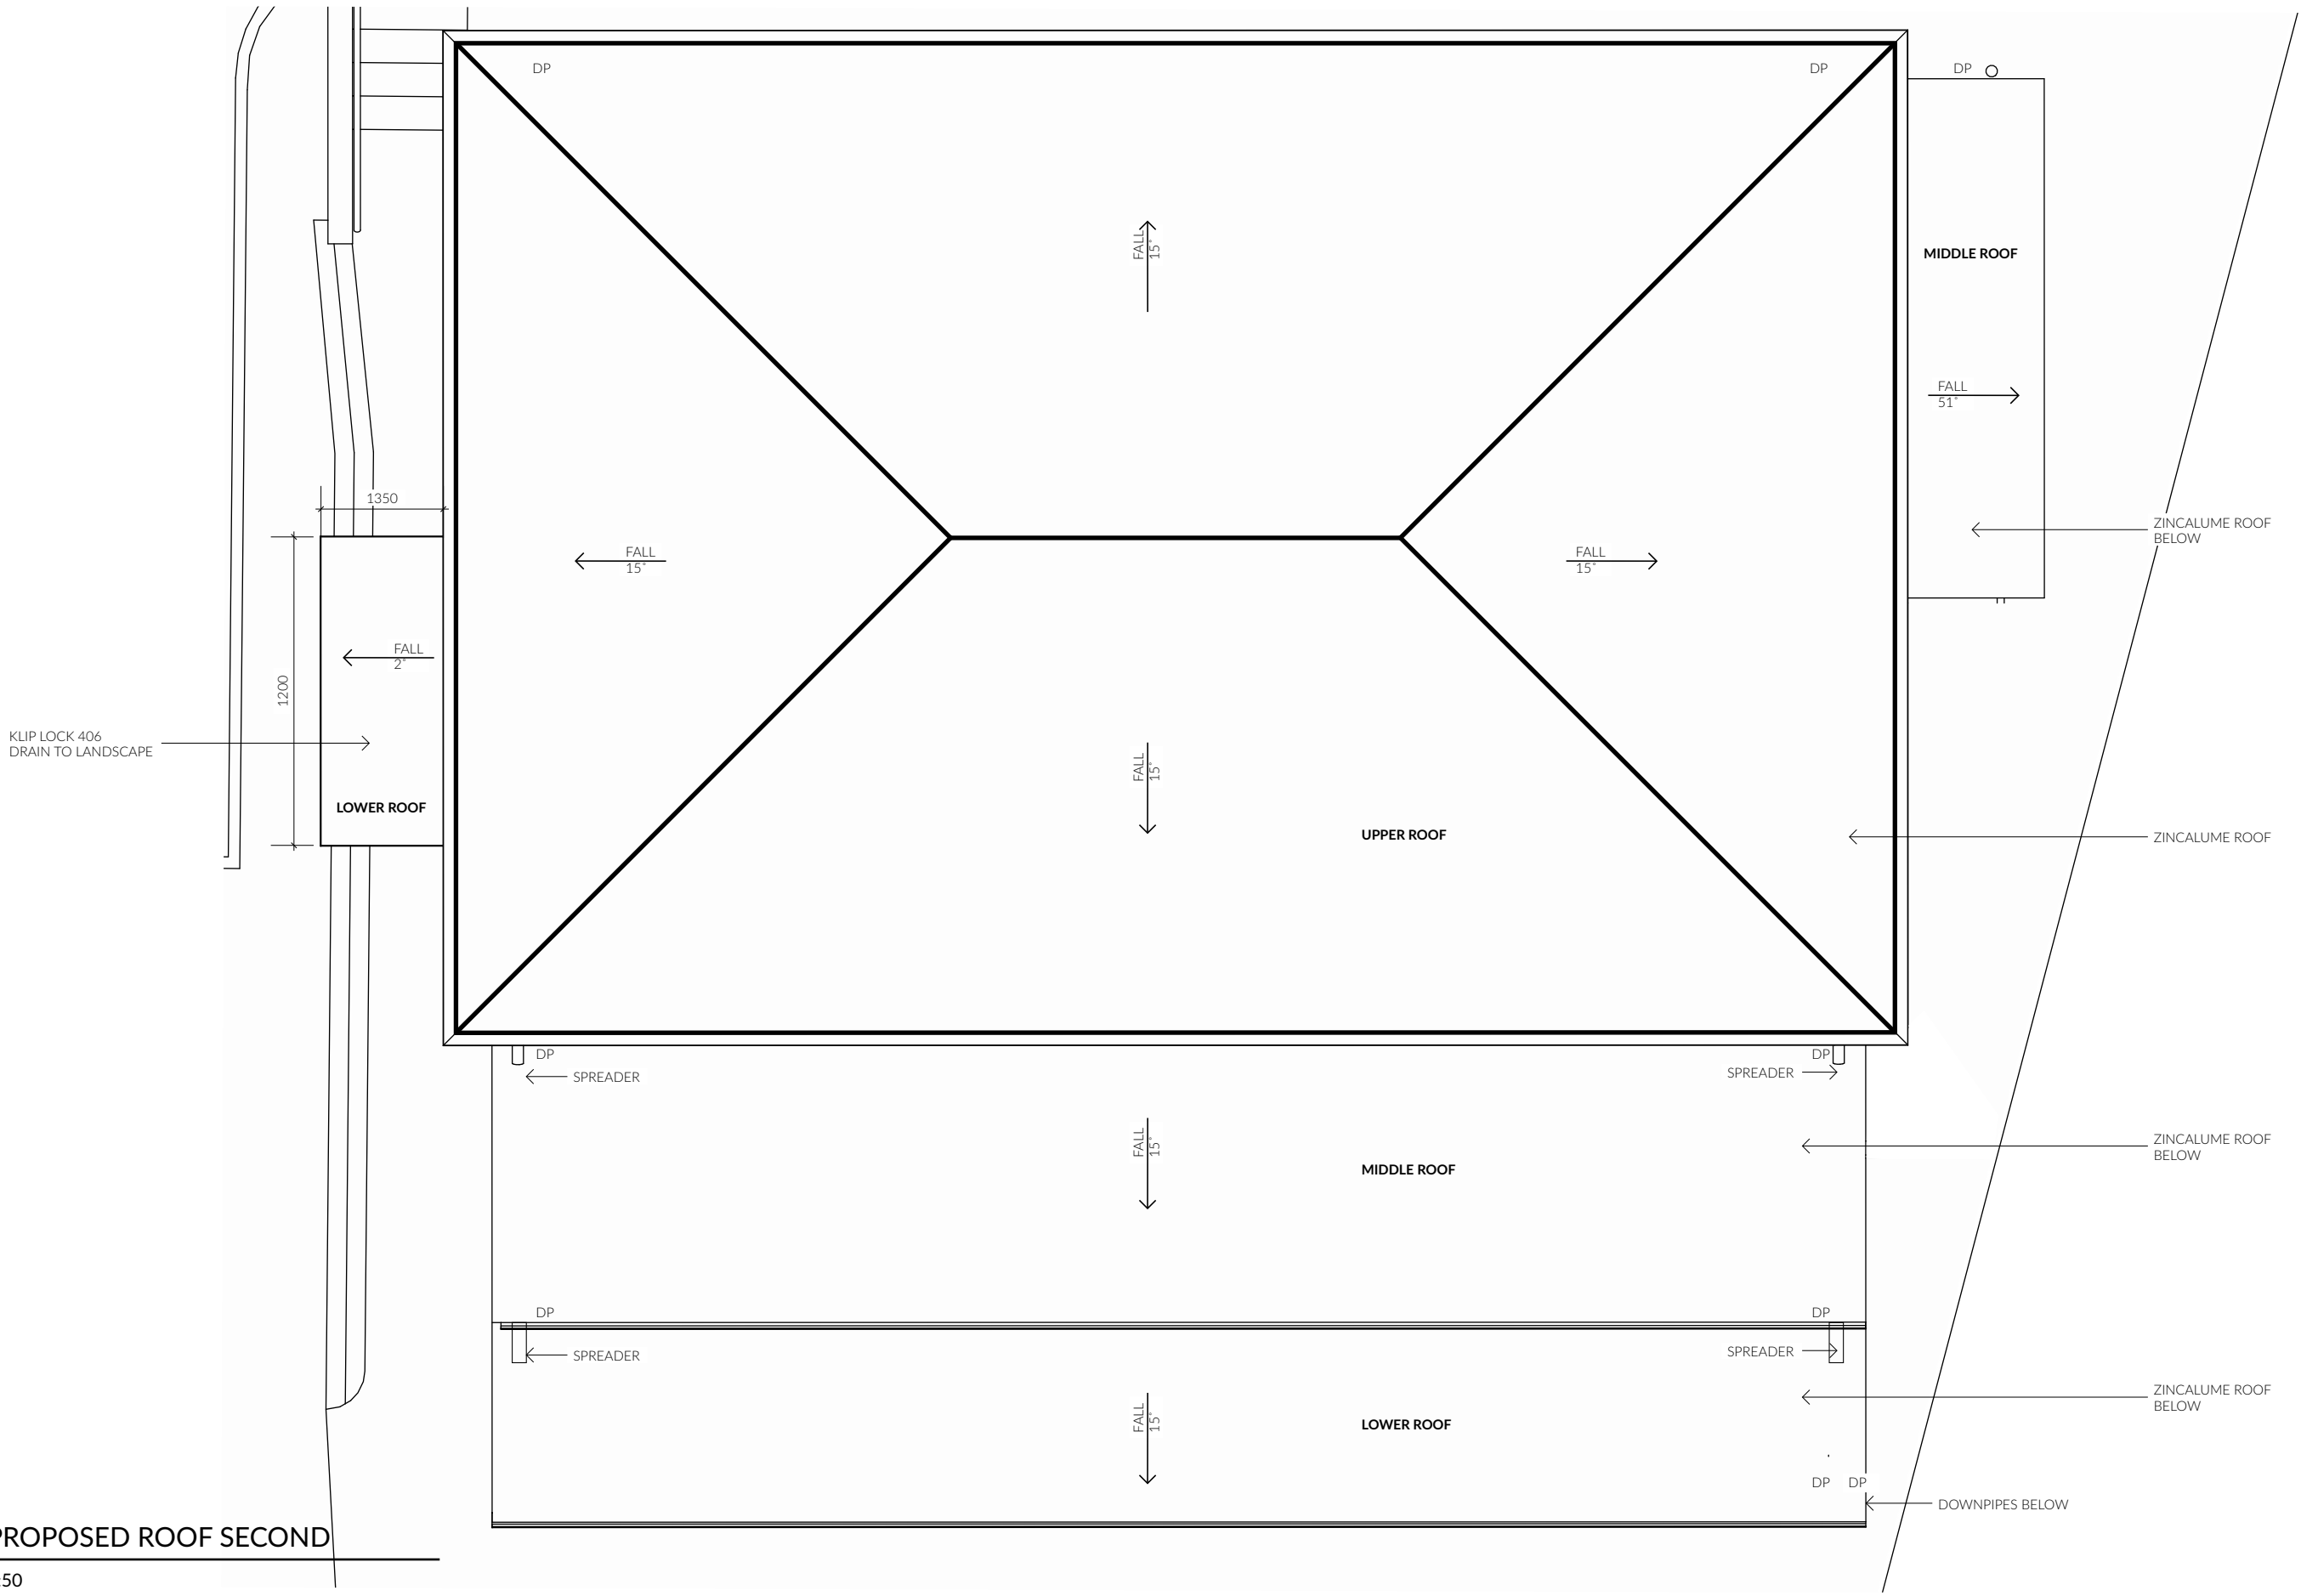 DP
DP
DP
FALL
15°
MIDDLE ROOF
FALL
51°
1350
ZINCALUME ROOF
BELOW
FALL
15°
FALL
15°
FALL
2°
1200
KLIP LOCK 406
DRAIN TO LANDSCAPE
FALL
15°
LOWER ROOF
UPPER ROOF
ZINCALUME ROOF
DP
DP
SPREADER
SPREADER
FALL
15°
MIDDLE ROOF
ZINCALUME ROOF
BELOW
DP
DP
SPREADER
SPREADER
FALL
15°
LOWER ROOF
ZINCALUME ROOF
BELOW
DP
DP
DOWNPIPES BELOW
PROPOSED ROOF SECOND
:50